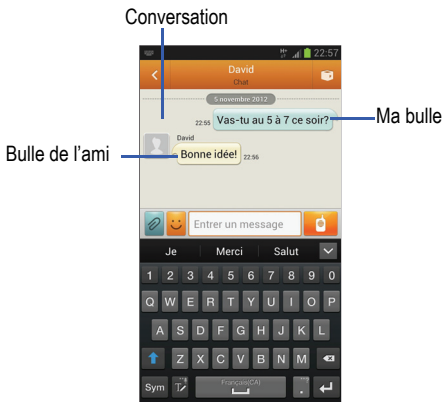 Conversation
22:57
David
Chat
5 novembre 2012
22:55 Vas-tu au 5 à 7 ce soir?
Ma bulle
David
Bulle de l'ami
Bonne idée! 22:56
Entrer un message
Je Merci Salut
1 2 3 4 5 6 7 8 9 0
Q W E R T Y U I O P
A S D F G H J K L
Z X C V B N M
Sym Français(CA) .